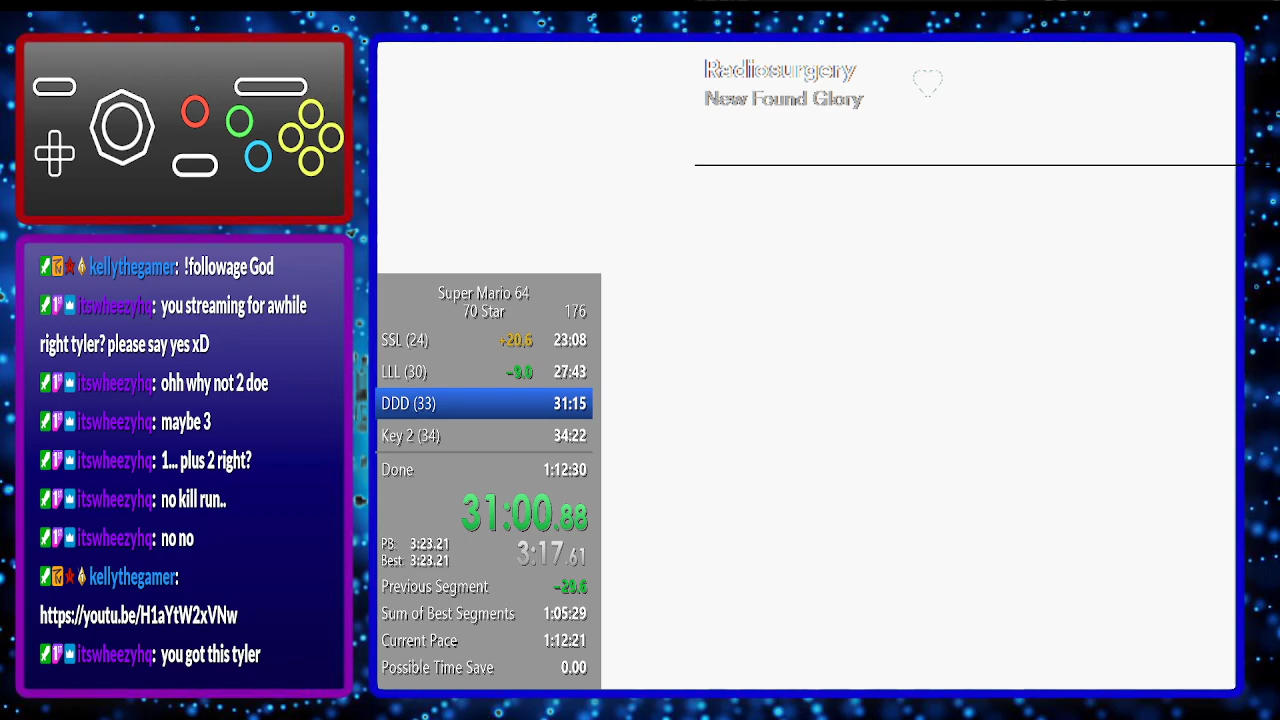 Radiosurgery
New Found Glory
kellythegamer: !followage God
itswheezyhq: you streaming for awhile
right tyler? please say yes xD
itswheezyhq: ohh why not 2 doe
itswheezyhq: maybe 3
itswheezyhq: 1... plus 2 right?
itswheezyhq: no kill run..
itswheezyhq: no no
kellythegamer:
https://youtu.be/H1aYtW2xVNw
itswheezyhq: you got this tyler
Super Mario 64
70 Star 176
SSL (24) +20.6 23:08
LLL (30) -9.0 27:43
DDD (33) 31:15
Key 2 (34) 34:22
Done 1:12:30
31:00.88
PB: 3:23.21
Best: 3:23.21
3:17.61
Previous Segment -29.6
Sum of Best Segments 1:05:29
Current Pace 1:12:21
Possible Time Save 0.00